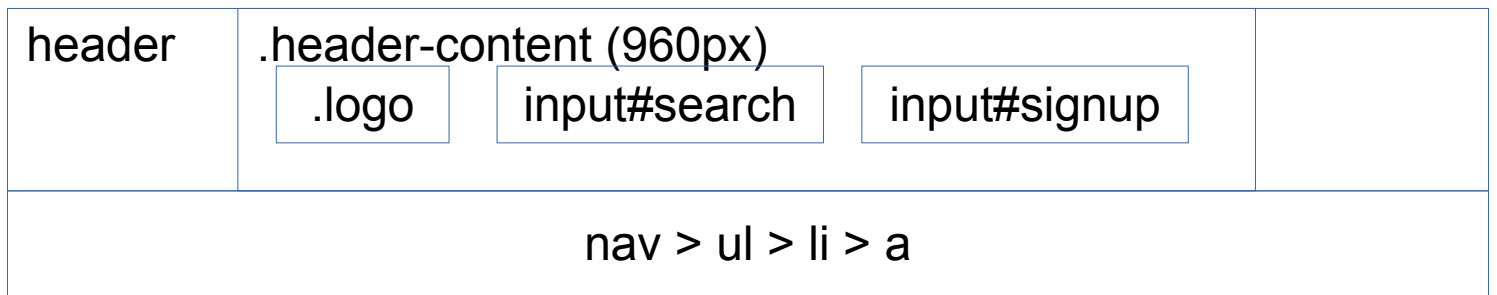 header
.header-content (960px)
.logo
input#search
input#signup
nav > ul > li > a